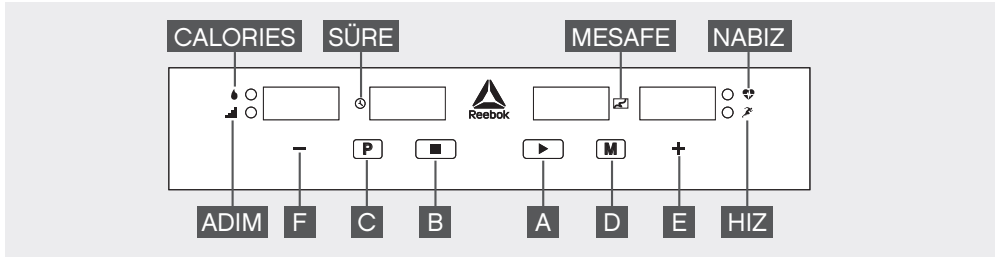 CALORIES SÜRE MESAFE NABIZ
Reebok
P M
ADIM F C B A D E HIZ